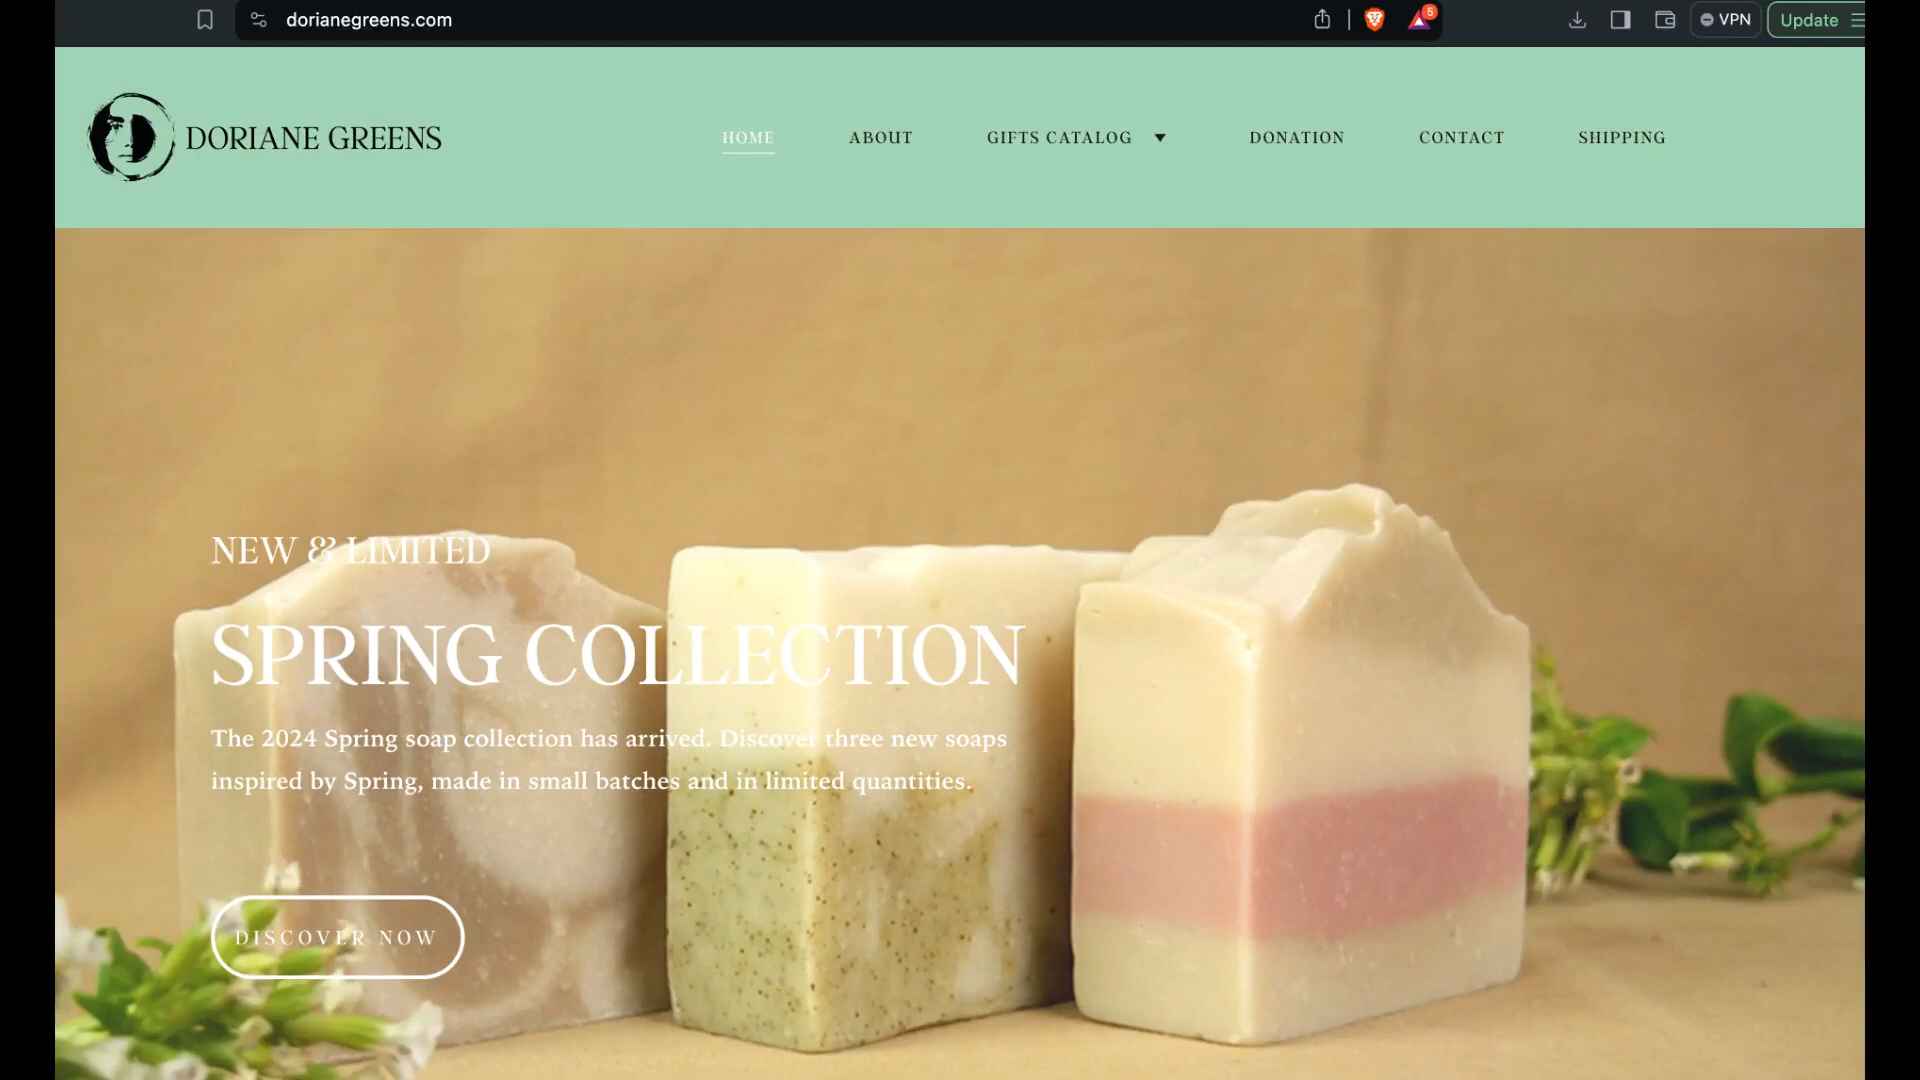 dorianegreens.com
5
VPN
Update
DORIANE GREENS
HOME
ABOUT
GIFTS CATALOG
DONATION
CONTACT
SHIPPING
NEW & LIMITED
SPRING COLLECTION
The 2024 Spring soap collection has arrived. Discover three new soaps
inspired by Spring, made in small batches and in limited quantities.
DISCOVER NOW